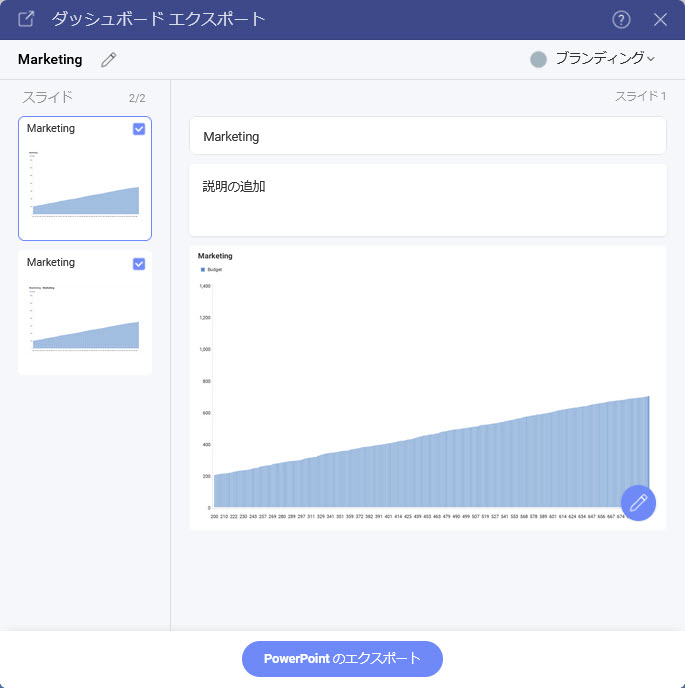 ダッシュボード エクスポート
Marketing
ブランディング
スライド 2/2
Marketing
Marketing
スライド 1
Marketing
説明の追加
Marketing
Budget
1,400
1,200
1,000
800
600
400
200
0
200 210 222 230 243 257 269 280 289 297 311 329 341 351 359 372 382 391 401 414 425 439 453 463 479 490 499 507 519 527 541 553 568 578 589 601 614 624 634 647 656 667 674
PowerPoint のエクスポート